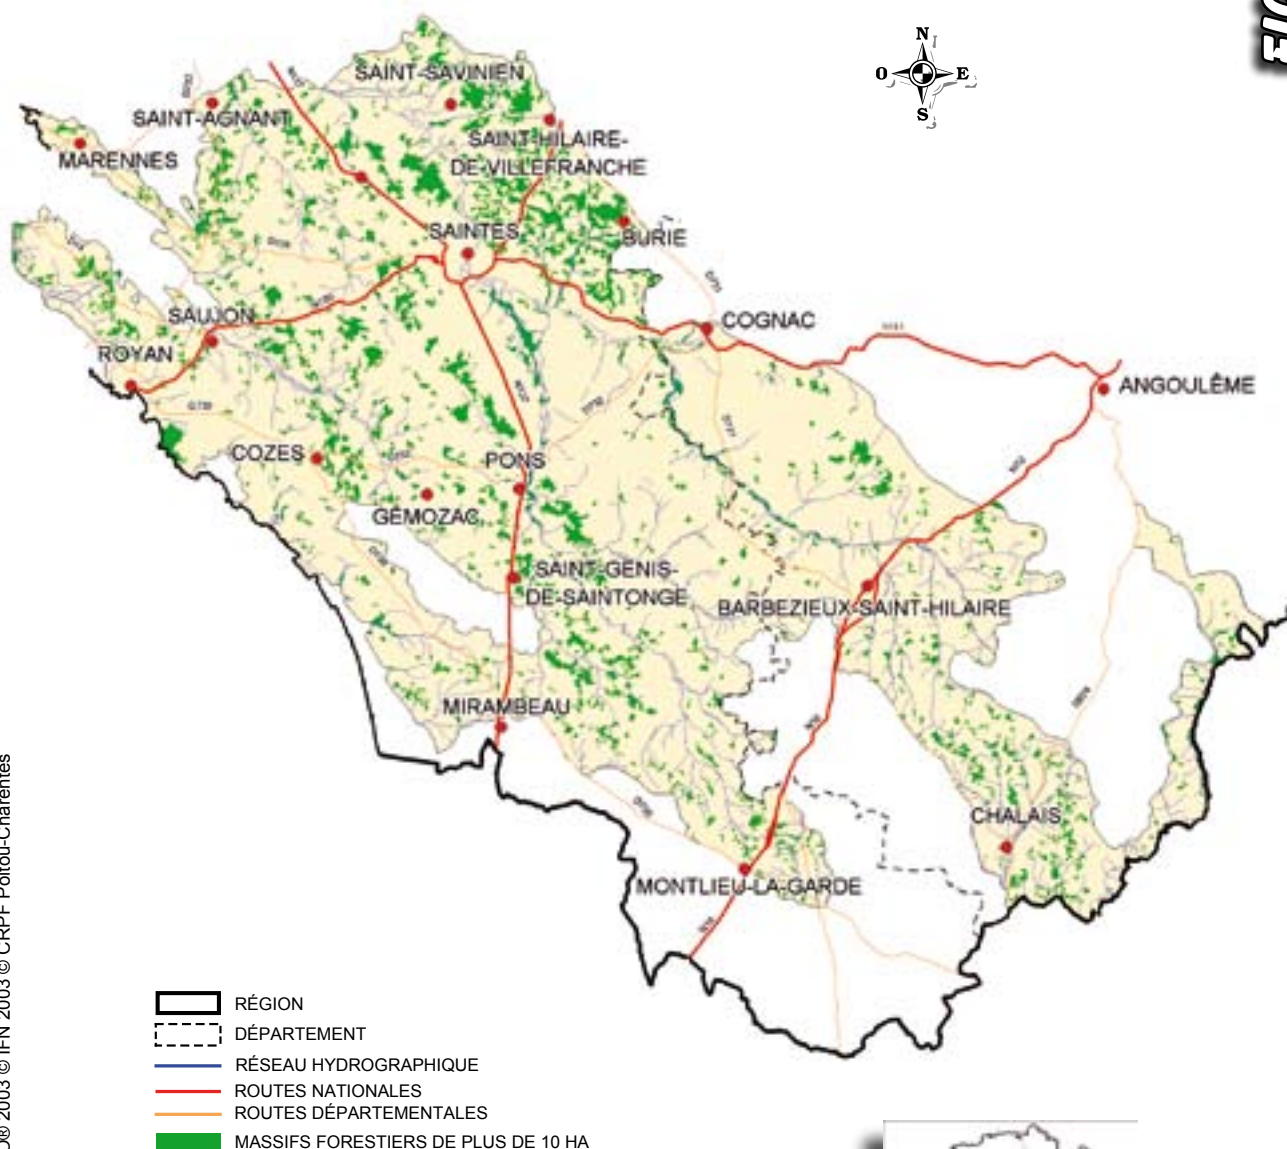 N
O E
S
SAINT-SAVINIEN
SAINT-AGNANT
SAINT-HILAIRE-
DE-VILLEFRANCHE
MARENNES
SAINTES
BURIE
SAUJON
COGNAC
ROYAN
ANGOULÊME
COZES
PONS
GÉMOZAC
SAINT-GENIS-
DE-SAINTONGE
BARBEZIEUX-SAINT-HILAIRE
MIRAMBEAU
CHALAIS
MONTLIEU-LA-GARDE
RÉGION
DÉPARTEMENT
RÉSEAU HYDROGRAPHIQUE
ROUTES NATIONALES
ROUTES DÉPARTEMENTALES
MASSIFS FORESTIERS DE PLUS DE 10 HA
® 2003 © IFN 2003 © CRPF Poitou-Charentes